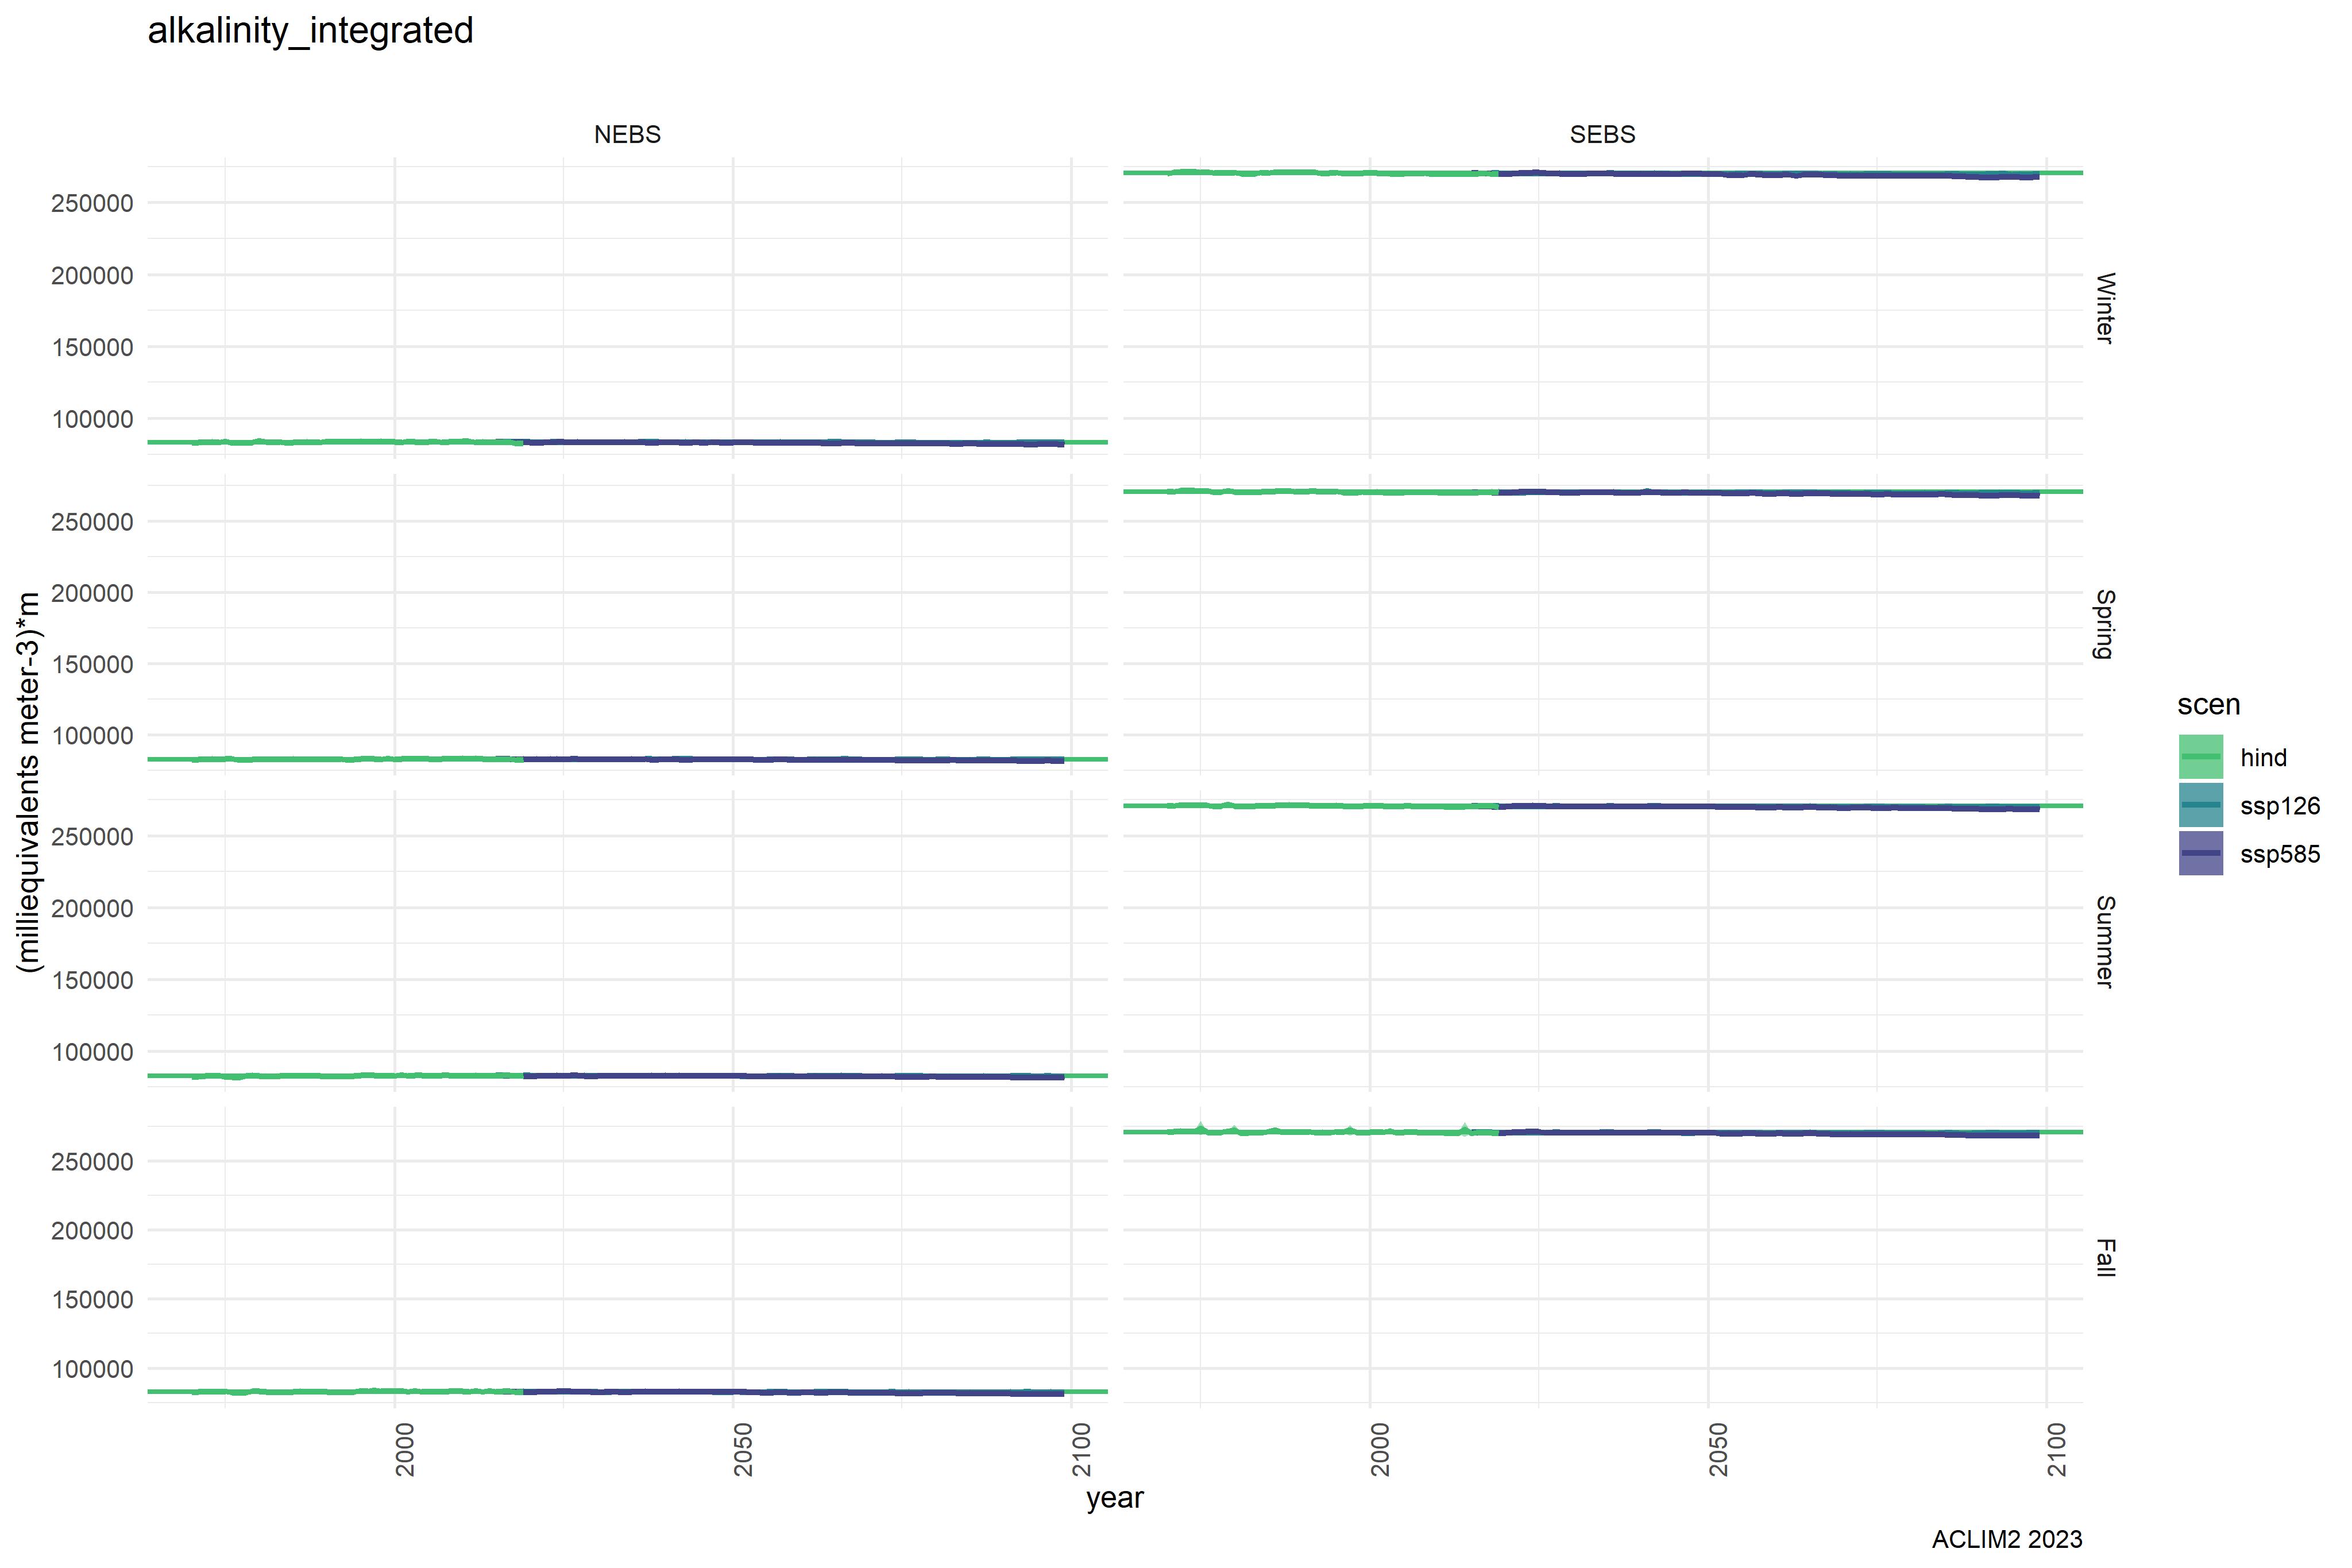 alkalinity_integrated
NEBS
SEBS
250000
200000
150000
100000
Winter
250000
200000
150000
100000
Spring
250000
200000
150000
100000
Summer
250000
200000
150000
100000
Fall
(milliequivalents meter-3)*m
2000
2050
2100
2000
2050
2100
year
scen
hind
ssp126
ssp585
ACLIM2 2023